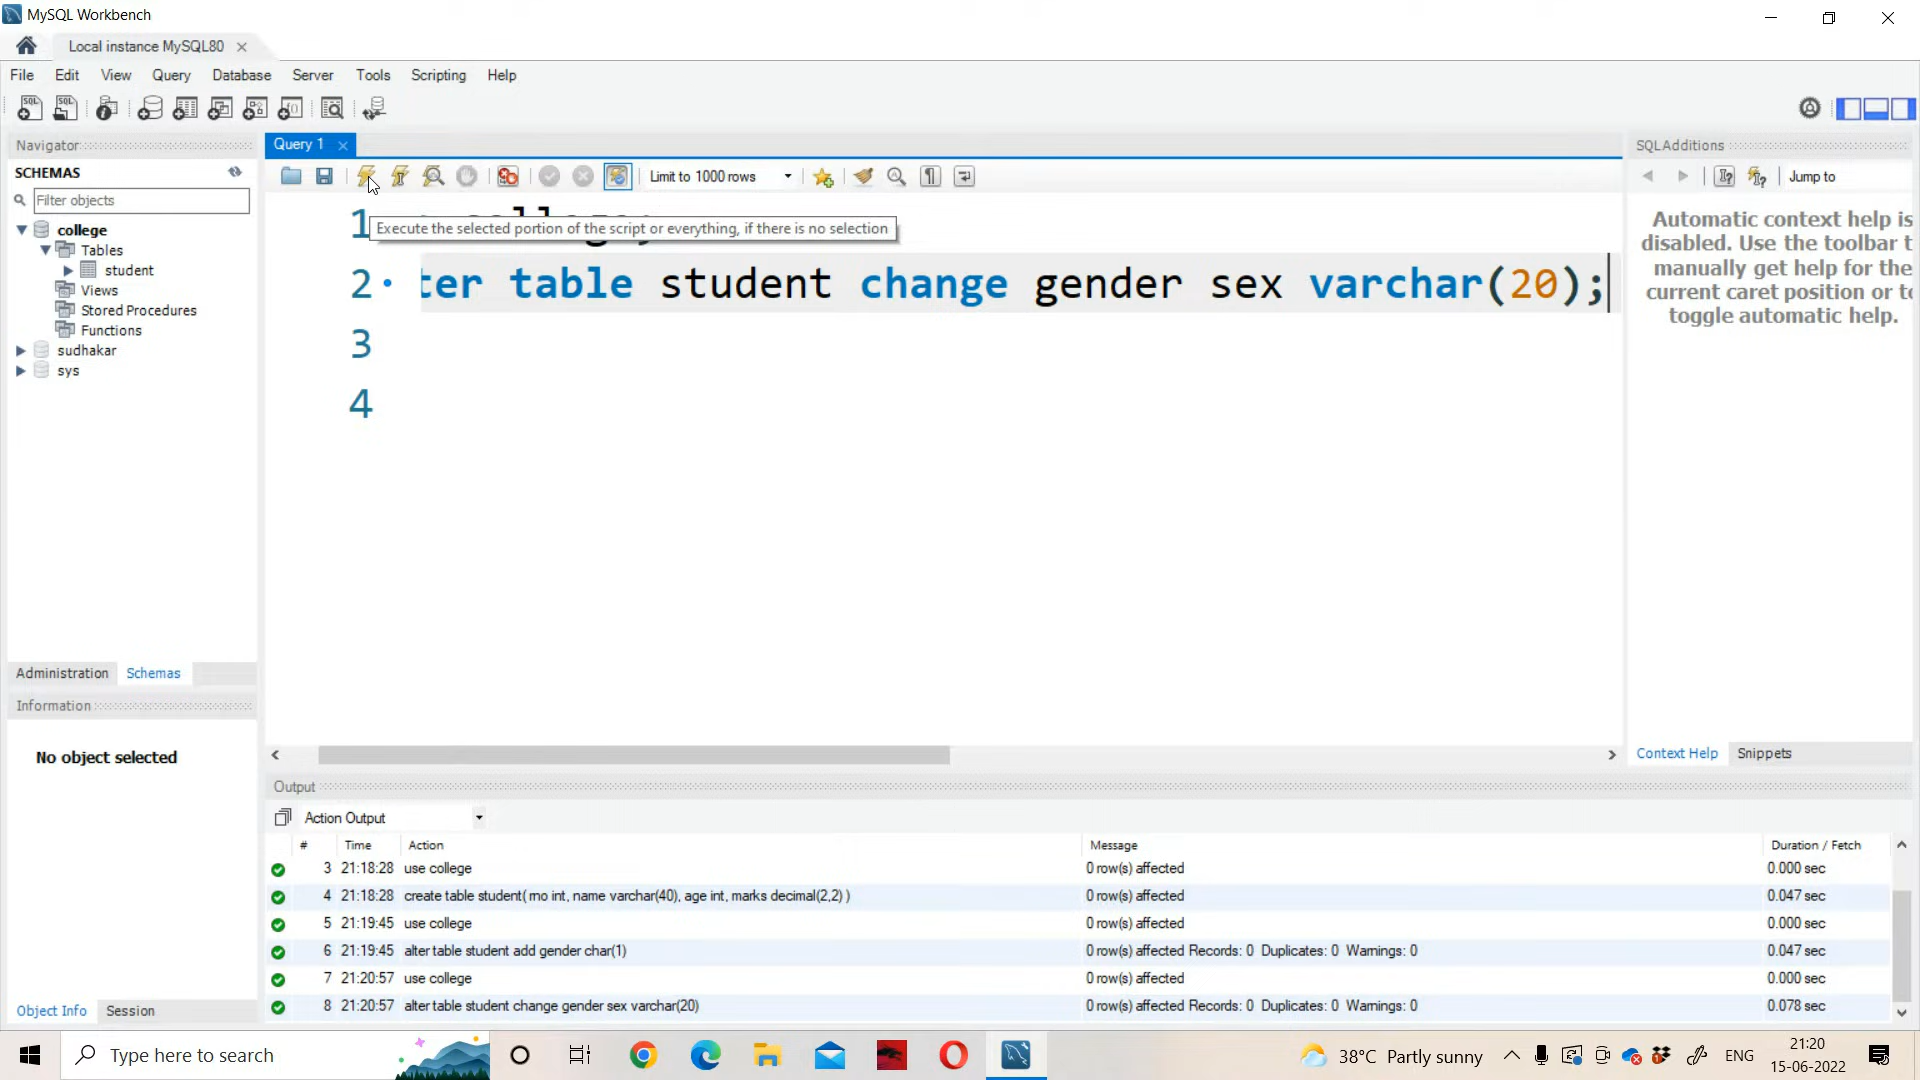 MySQL Workbench
Local instance MySQL80
File Edit View Query Database Server Tools Scripting Help
Navigator
SCHEMAS
Filter objects
college
Tables
student
Views
Stored Procedures
Functions
sudhakar
sys
Administration Schemas
Information
No object selected
Object Info Session
Query 1
Limit to 1000 rows
1
Execute the selected portion of the script or everything, if there is no selection
2 ter table student change gender sex varchar(20);
3
4
SQLAdditions
Jump to
Automatic context help is
disabled. Use the toolbar t
manually get help for the
current caret position or to
toggle automatic help.
Context Help Snippets
Output
Action Output
# Time Action Message Duration / Fetch
3 21:18:28 use college 0 row(s) affected 0.000 sec
4 21:18:28 create table student( rno int, name varchar(40), age int, marks decimal(2,2) ) 0 row(s) affected 0.047 sec
5 21:19:45 use college 0 row(s) affected 0.000 sec
6 21:19:45 alter table student add gender char(1) 0 row(s) affected Records: 0 Duplicates: 0 Warnings: 0 0.047 sec
7 21:20:57 use college 0 row(s) affected 0.000 sec
8 21:20:57 alter table student change gender sex varchar(20) 0 row(s) affected Records: 0 Duplicates: 0 Warnings: 0 0.078 sec
Type here to search
38°C Partly sunny
ENG
21:20
15-06-2022